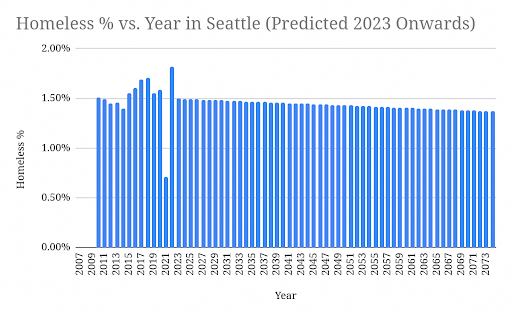 Homeless % vs. Year in Seattle (Predicted 2023 Onwards)
2.00%
1.50%
1.00%
0.50%
0.00%
Homeless %
2007 2009 2011 2013 2015 2017 2019 2021 2023 2025 2027 2029 2031 2033 2035 2037 2039 2041 2043 2045 2047 2049 2051 2053 2055 2057 2059 2061 2063 2065 2067 2069 2071 2073
Year